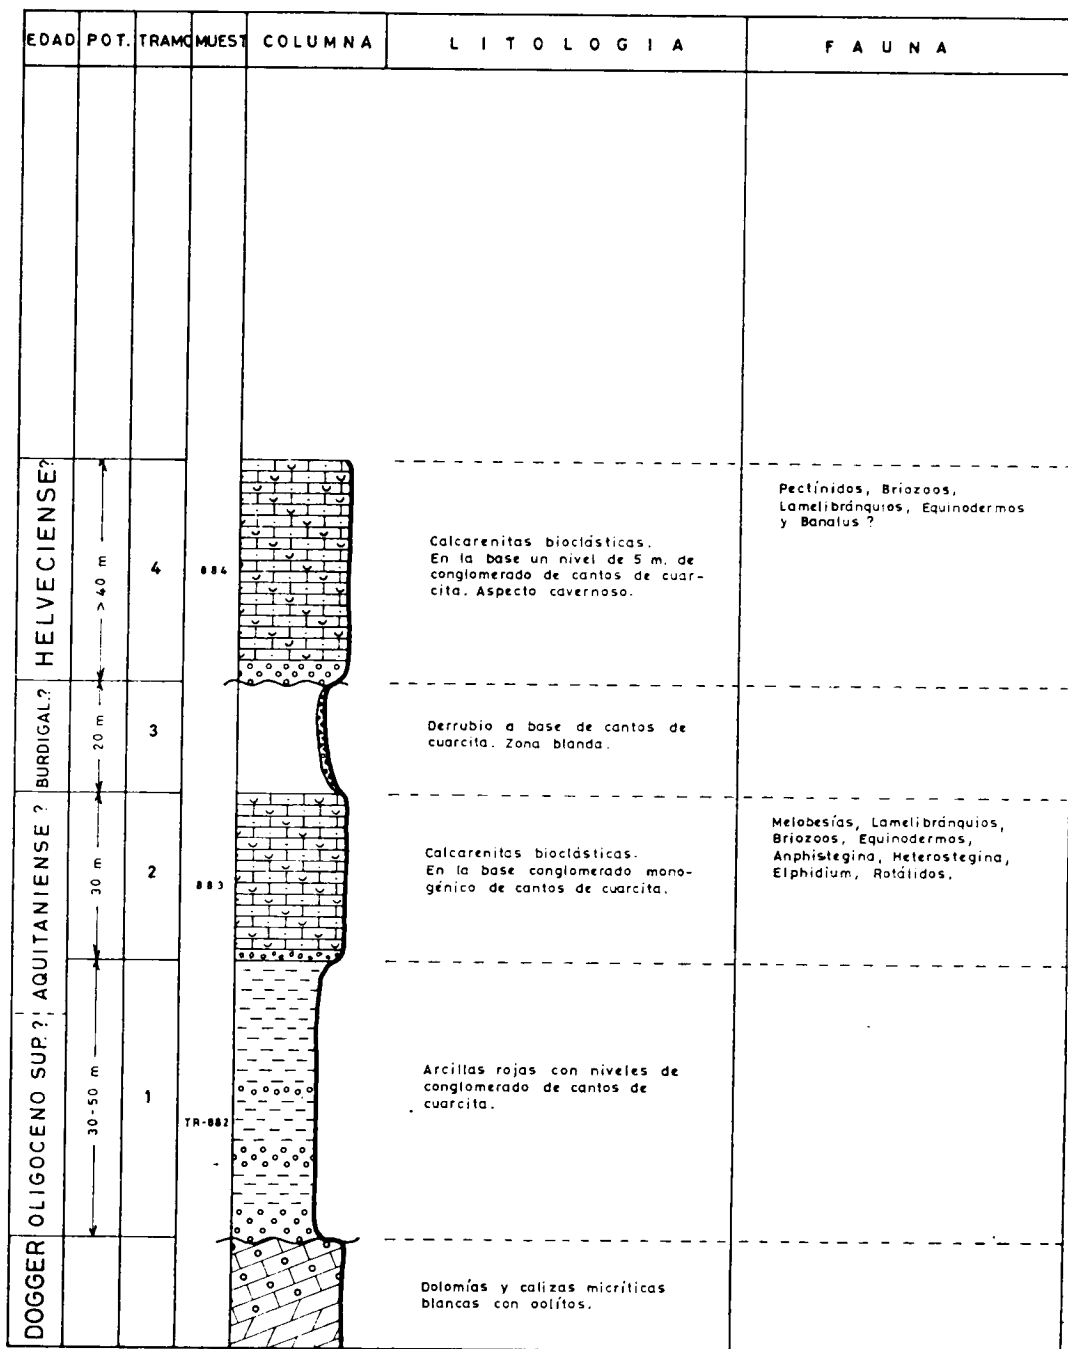 EDAD POT. TRAMO MUEST COLUMNA LITOLOGIA FAUNA
HELVECIENSE?
> 40 m
4
884
Calcarenitas bioclásticas.
En la base un nivel de 5 m. de
conglomerado de cantos de cuar-
cita. Aspecto cavernoso.
Pectínidos, Briozoos,
Lamelibránquios, Equinodermos
y Banalus ?
BURDIGAL.?
20 m
3
Derrubio a base de cantos de
cuarcita. Zona blanda.
AQUITANIENSE ?
30 m
2
883
Calcarenitas bioclásticas.
En la base conglomerado mono-
génico de cantos de cuarcita.
Melobesías, Lamelibránquios,
Briozoos, Equinodermos,
Anphistegina, Heterostegina,
Elphidium, Rotálidos.
OLIGOCENO SUP.?
30-50 m
1
TR-882
Arcillas rojas con niveles de
conglomerado de cantos de
cuarcita.
DOGGER
Dolomías y calizas micríticas
blancas con oolitos.